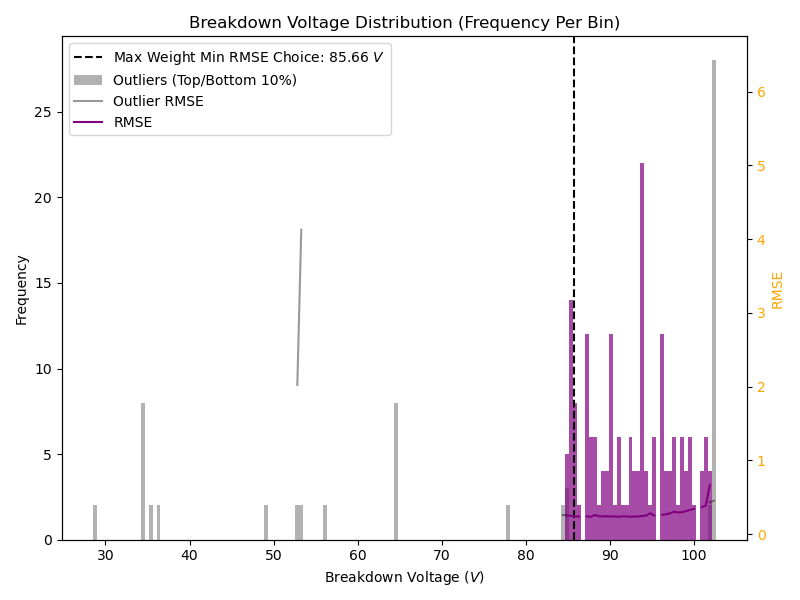 Breakdown Voltage Distribution (Frequency Per Bin)
Max Weight Min RMSE Choice: 85.66 V
Outliers (Top/Bottom 10%)
Outlier RMSE
RMSE
Frequency
25
20
15
10
5
0
30 40 50 60 70 80 90 100
Breakdown Voltage (V)
6
5
4
3
2
1
0
RMSE